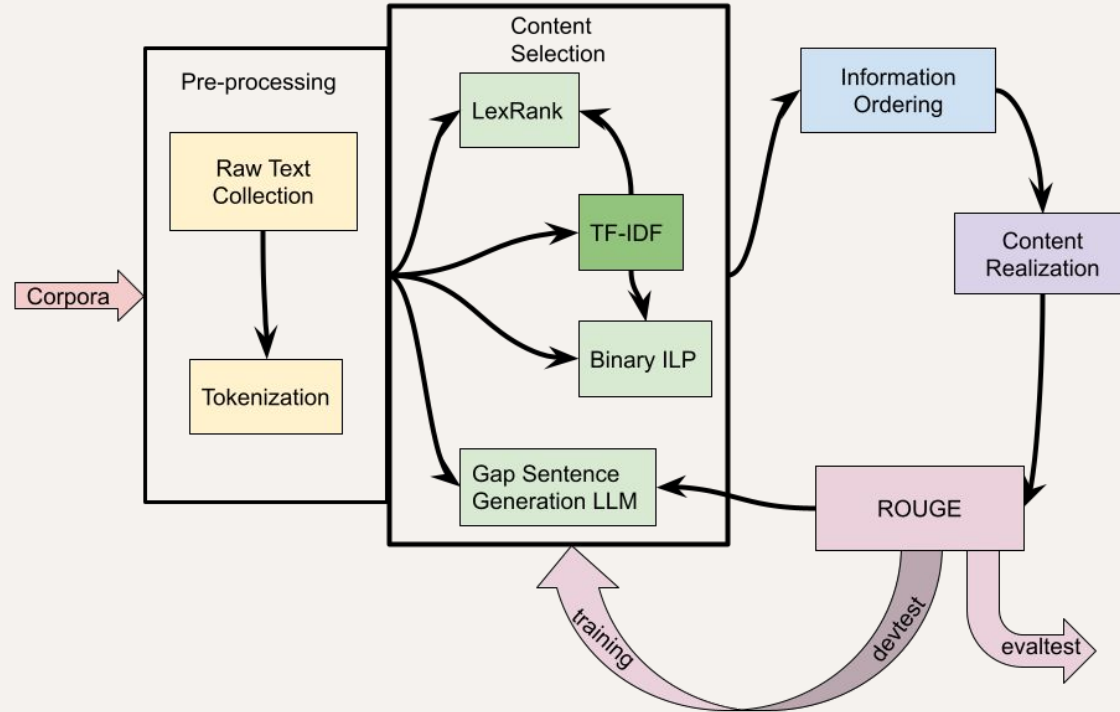 Corpora
Pre-processing
Raw Text
Collection
Tokenization
Content
Selection
LexRank
TF-IDF
Binary ILP
Gap Sentence
Generation LLM
Information
Ordering
Content
Realization
ROUGE
training
devtest
evaltest